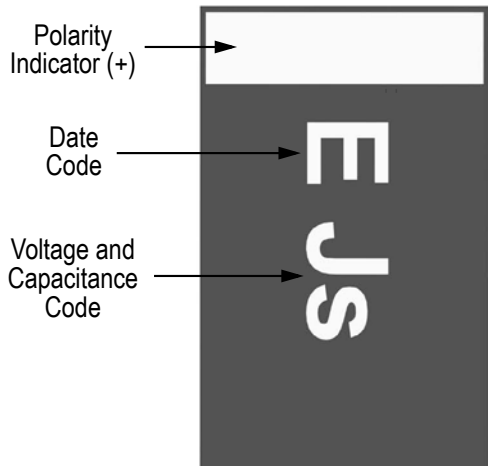 Polarity
Indicator (+)
Date
Code
Voltage and
Capacitance
Code
E JS